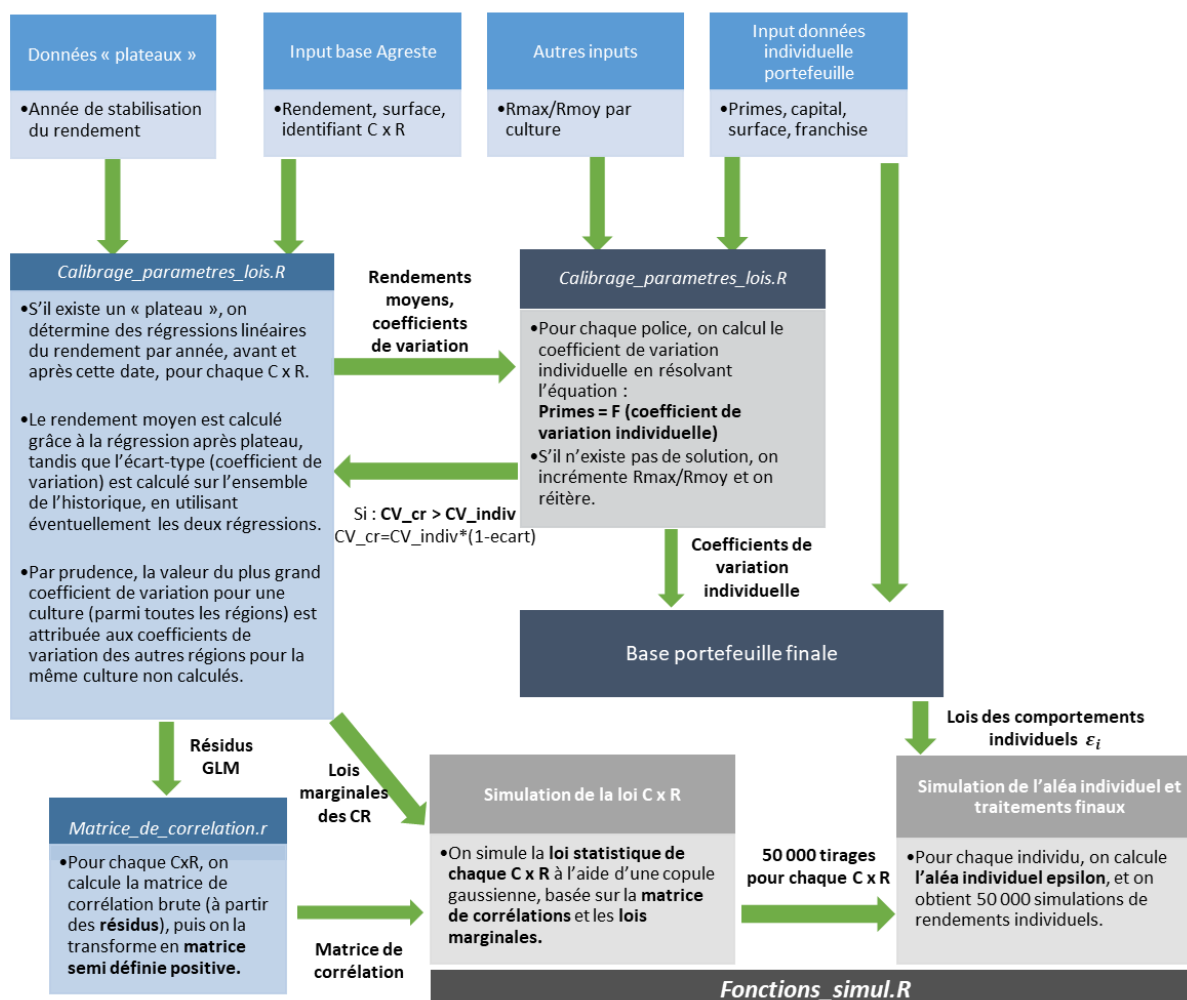 Données « plateaux »
•Année de stabilisation
du rendement
Input base Agreste
•Rendement, surface,
identifiant C x R
Autres inputs
•Rmax/Rmoy par
culture
Input données
individuelle
portefeuille
•Primes, capital,
surface, franchise
Calibrage_parametres_lois.R
•S’il existe un « plateau », on
détermine des régressions linéaires
du rendement par année, avant et
après cette date, pour chaque C x R.
•Le rendement moyen est calculé
grâce à la régression après plateau,
tandis que l’écart-type (coefficient de
variation) est calculé sur l’ensemble
de l’historique, en utilisant
éventuellement les deux régressions.
•Par prudence, la valeur du plus grand
coefficient de variation pour une
culture (parmi toutes les régions) est
attribuée aux coefficients de
variation des autres régions pour la
même culture non calculés.
Rendements
moyens,
coefficients
de variation
Calibrage_parametres_lois.R
•Pour chaque police, on calcul le
coefficient de variation
individuelle en résolvant
l’équation :
Primes = F (coefficient de
variation individuelle)
•S’il n’existe pas de solution, on
incrémente Rmax/Rmoy et on
réitère.
Si : CV_cr > CV_indiv
CV_cr=CV_indiv*(1-ecart)
Coefficients de
variation
individuelle
Base portefeuille finale
Lois des comportements
individuels εi
Résidus
GLM
Lois
marginales
des CR
Matrice_de_correlation.r
•Pour chaque CxR, on
calcule la matrice de
corrélation brute (à partir
des résidus), puis on la
transforme en matrice
semi définie positive.
Matrice de
corrélation
Simulation de la loi C x R
•On simule la loi statistique de
chaque C x R à l’aide d’une copule
gaussienne, basée sur la matrice
de corrélations et les lois
marginales.
50 000 tirages
pour chaque C x R
Simulation de l’aléa individuel et
traitements finaux
•Pour chaque individu, on calcule
l’aléa individuel epsilon, et on
obtient 50 000 simulations de
rendements individuels.
Fonctions_simul.R